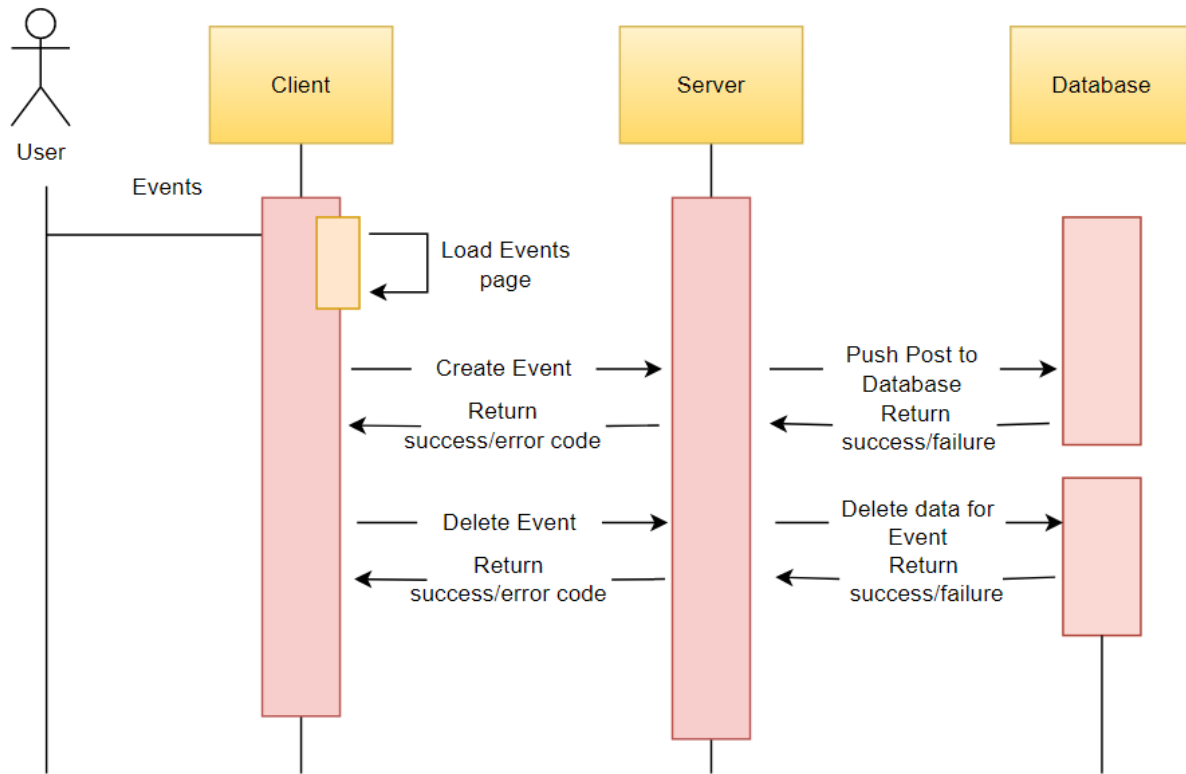 Client
Server
Database
User
Events
Load Events
page
Create Event
Push Post to
Database
Return
success/error code
Return
success/failure
Delete Event
Delete data for
Event
Return
success/error code
Return
success/failure